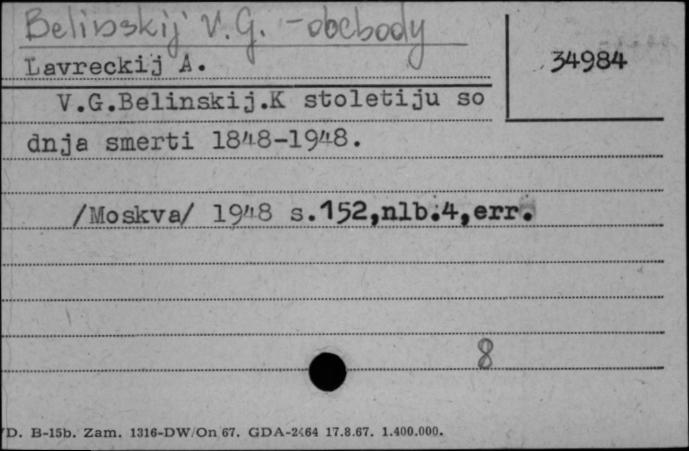 Belinskij V.G. - obchody
Lavreckij A.
34984
V.G.Belinskij.K stoletiju so
dnja smerti 1848-1948.
/Moskva/ 1948 s.152,nlb.4,err.
8
D. B-15b. Zam. 1316-DW/On 67. GDA-2464 17.8.67. 1.400.000.